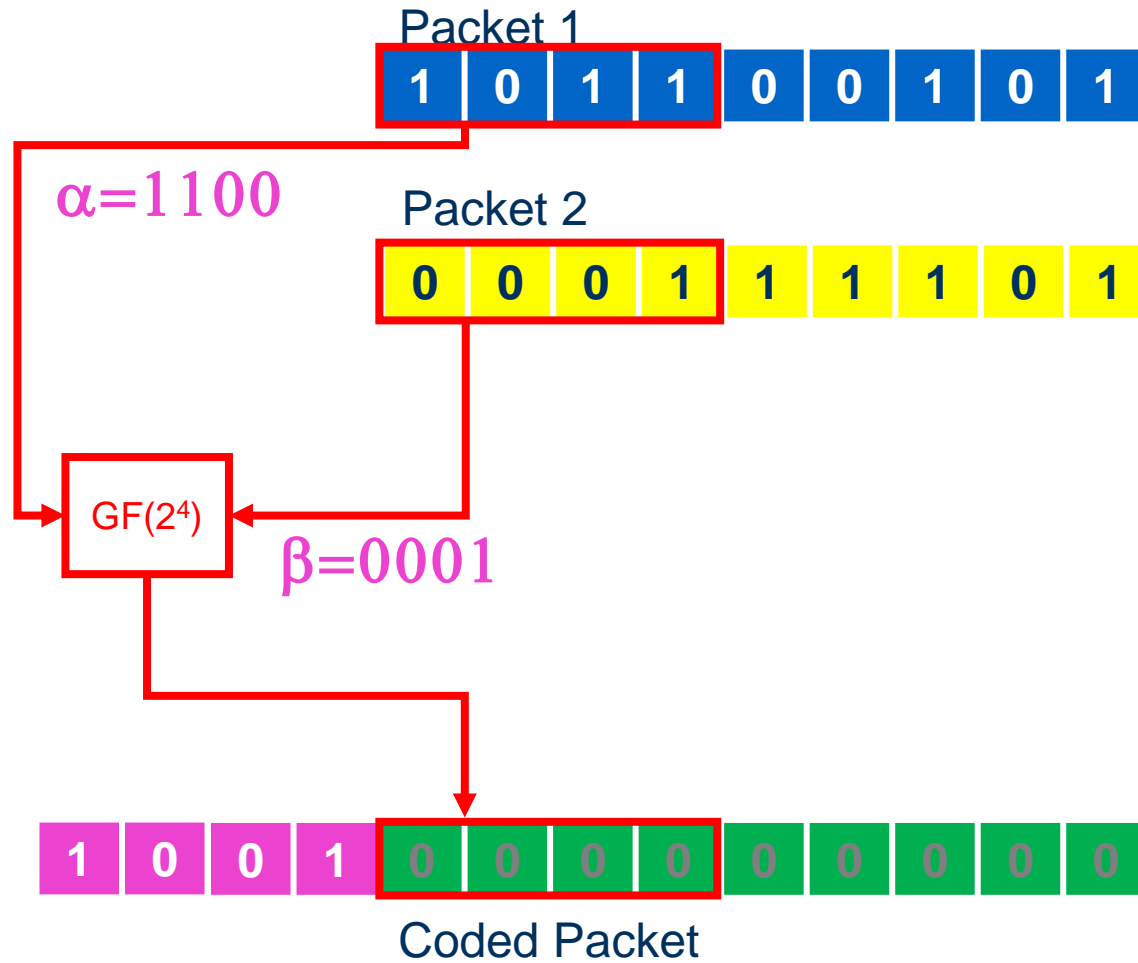 Packet 1
1 0 1 1 0 0 1 0 1
α=1100
Packet 2
0 0 0 1 1 1 1 0 1
GF(2⁴)
β=0001
1 0 0 1 0 0 0 0 0 0 0 0 0
Coded Packet